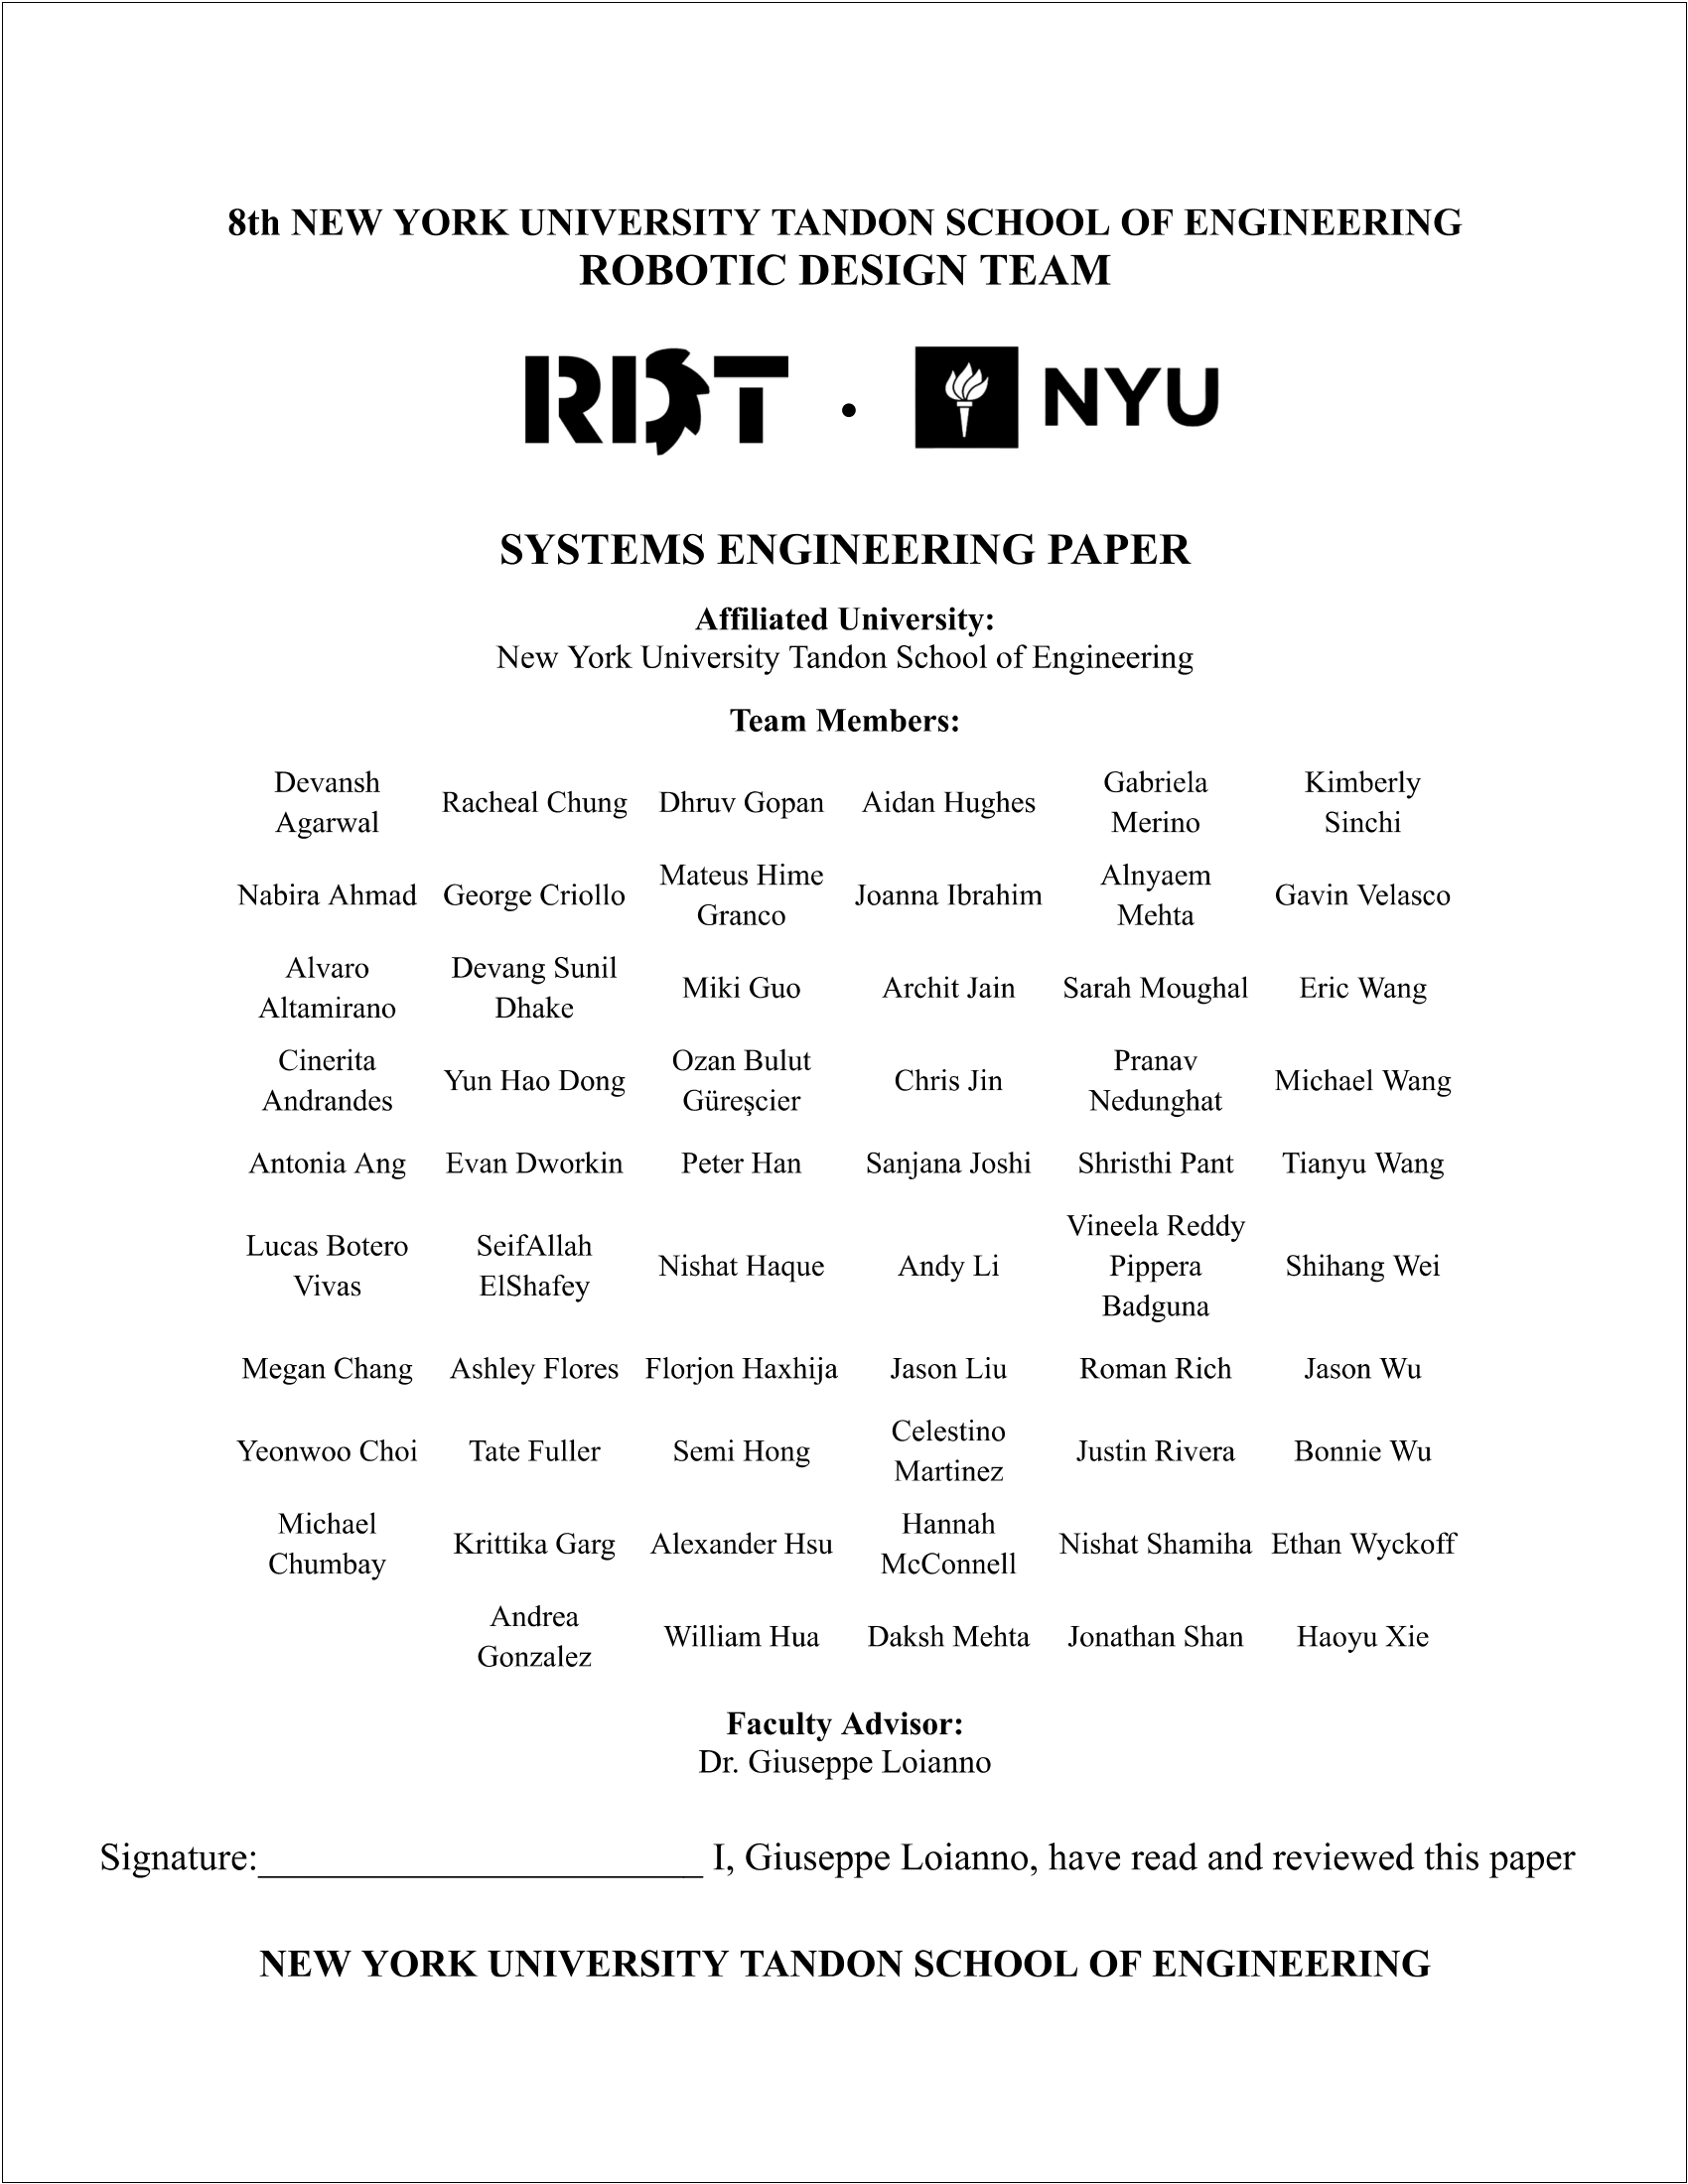 8th NEW YORK UNIVERSITY TANDON SCHOOL OF ENGINEERING
ROBOTIC DESIGN TEAM
RDT · NYU
SYSTEMS ENGINEERING PAPER
Affiliated University:
New York University Tandon School of Engineering
Team Members:
Devansh
Agarwal
Racheal Chung
Dhruv Gopan
Aidan Hughes
Gabriela
Merino
Kimberly
Sinchi
Nabira Ahmad
George Criollo
Mateus Hime
Granco
Joanna Ibrahim
Alnyaem
Mehta
Gavin Velasco
Alvaro
Altamirano
Devang Sunil
Dhake
Miki Guo
Archit Jain
Sarah Moughal
Eric Wang
Cinerita
Andrandes
Yun Hao Dong
Ozan Bulut
Güreşcier
Chris Jin
Pranav
Nedunghat
Michael Wang
Antonia Ang
Evan Dworkin
Peter Han
Sanjana Joshi
Shristhi Pant
Tianyu Wang
Lucas Botero
Vivas
SeifAllah
ElShafey
Nishat Haque
Andy Li
Vineela Reddy
Pippera
Badguna
Shihang Wei
Megan Chang
Ashley Flores
Florjon Haxhija
Jason Liu
Roman Rich
Jason Wu
Yeonwoo Choi
Tate Fuller
Semi Hong
Celestino
Martinez
Justin Rivera
Bonnie Wu
Michael
Chumbay
Krittika Garg
Alexander Hsu
Hannah
McConnell
Nishat Shamiha
Ethan Wyckoff
Andrea
Gonzalez
William Hua
Daksh Mehta
Jonathan Shan
Haoyu Xie
Faculty Advisor:
Dr. Giuseppe Loianno
Signature:______________________ I, Giuseppe Loianno, have read and reviewed this paper
NEW YORK UNIVERSITY TANDON SCHOOL OF ENGINEERING